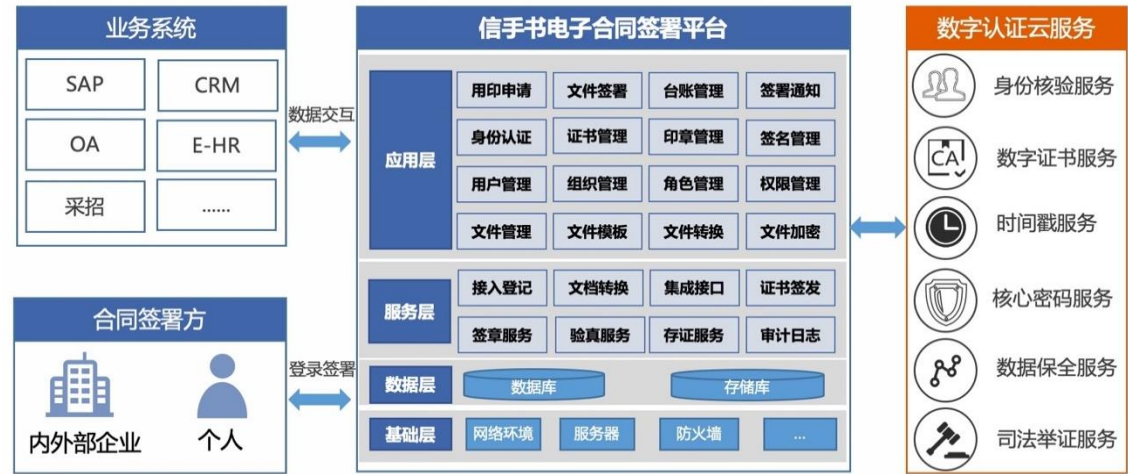 业务系统
SAP
CRM
OA
E-HR
采招
......
数据交互
合同签署方
内外部企业
个人
登录签署
信手书电子合同签署平台
应用层
用印申请
文件签署
台账管理
签署通知
身份认证
证书管理
印章管理
签名管理
用户管理
组织管理
角色管理
权限管理
文件管理
文件模板
文件转换
文件加密
服务层
接入登记
文档转换
集成接口
证书签发
签章服务
验真服务
存证服务
审计日志
数据层
数据库
存储库
基础层
网络环境
服务器
防火墙
...
数字认证云服务
身份核验服务
CA
数字证书服务
时间戳服务
核心密码服务
数据保全服务
司法举证服务